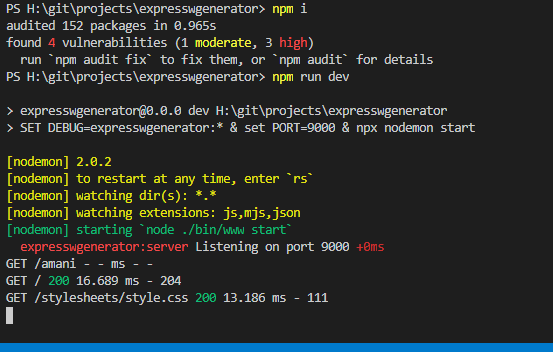 PS H:\git\projects\expresswgenerator> npm i
audited 152 packages in 0.965s
found 4 vulnerabilities (1 moderate, 3 high)
  run `npm audit fix` to fix them, or `npm audit` for details
PS H:\git\projects\expresswgenerator> npm run dev
> expresswgenerator@0.0.0 dev H:\git\projects\expresswgenerator
> SET DEBUG=expresswgenerator:* & set PORT=9000 & npx nodemon start
[nodemon] 2.0.2
[nodemon] to restart at any time, enter `rs`
[nodemon] watching dir(s): *.*
[nodemon] watching extensions: js,mjs,json
[nodemon] starting `node ./bin/www start`
  expresswgenerator:server Listening on port 9000 +0ms
GET /amani - - ms - -
GET / 200 16.689 ms - 204
GET /stylesheets/style.css 200 13.186 ms - 111